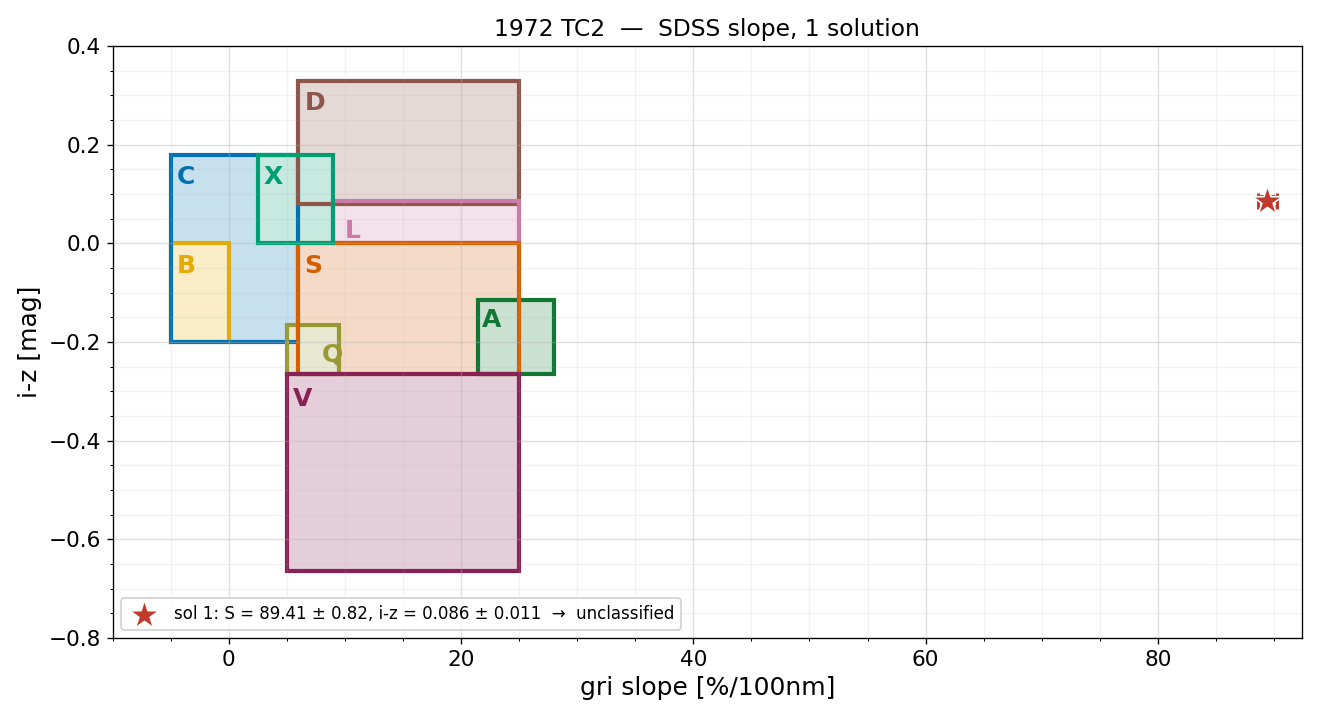 1972 TC2 — SDSS slope, 1 solution
i-z [mag]
0.4
0.2
0.0
−0.2
−0.4
−0.6
−0.8
D
C
X
L
B
S
A
Q
V
sol 1: S = 89.41 ± 0.82, i-z = 0.086 ± 0.011 → unclassified
0
20
40
60
80
gri slope [%/100nm]